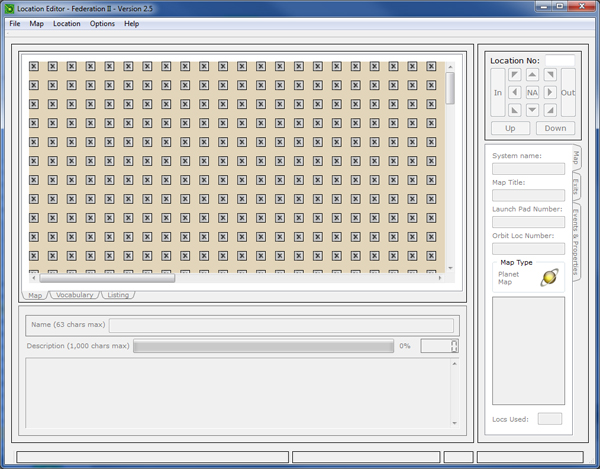 Location Editor - Federation II - Version 2.5
File Map Location Options Help
Location No:
In NA Out
Up Down
Map
Exits
Events & Properties
System name:
Map Title:
Launch Pad Number:
Orbit Loc Number:
Map Type
Planet
Map
Locs Used:
Map Vocabulary Listing
Name (63 chars max)
Description (1,000 chars max) 0% 0